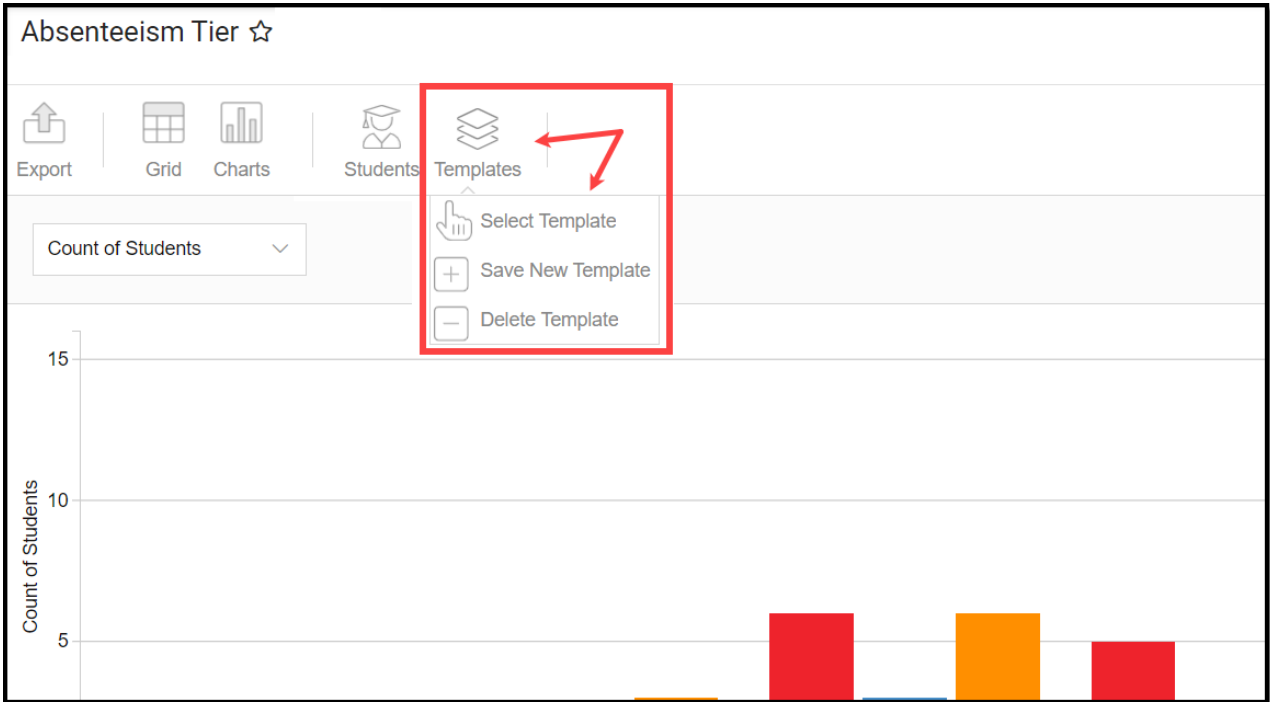 Absenteeism Tier
Export Grid Charts Students Templates
Select Template
Count of Students
Save New Template
Delete Template
15
10
5
Count of Students